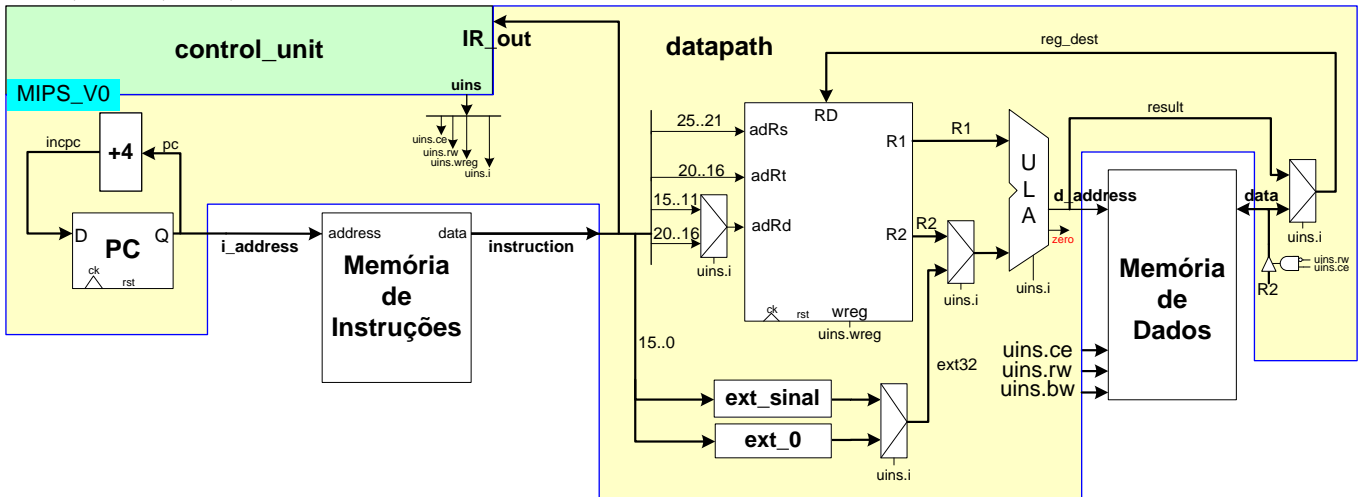 control_unit
IR_out
datapath
reg_dest
MIPS_V0
uins
uins.ce
uins.rw
uins.wreg
uins.i
incpc
+4
pc
D
PC
Q
ck
rst
i_address
address
data
Memória
de
Instruções
instruction
25..21
20..16
15..11
20..16
uins.i
adRs
adRt
adRd
RD
R1
R2
ck
rst
wreg
uins.wreg
R1
R2
uins.i
U
L
A
zero
uins.i
d_address
result
data
Memória
de
Dados
uins.i
uins.rw
uins.ce
R2
15..0
ext_sinal
ext_0
uins.i
ext32
uins.ce
uins.rw
uins.bw